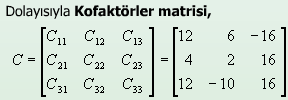 Dolayısıyla Kofaktörler matrisi,
C = [C₁₁ C₁₂ C₁₃; C₂₁ C₂₂ C₂₃; C₃₁ C₃₂ C₃₃] = [12 6 −16; 4 2 16; 12 −10 16]